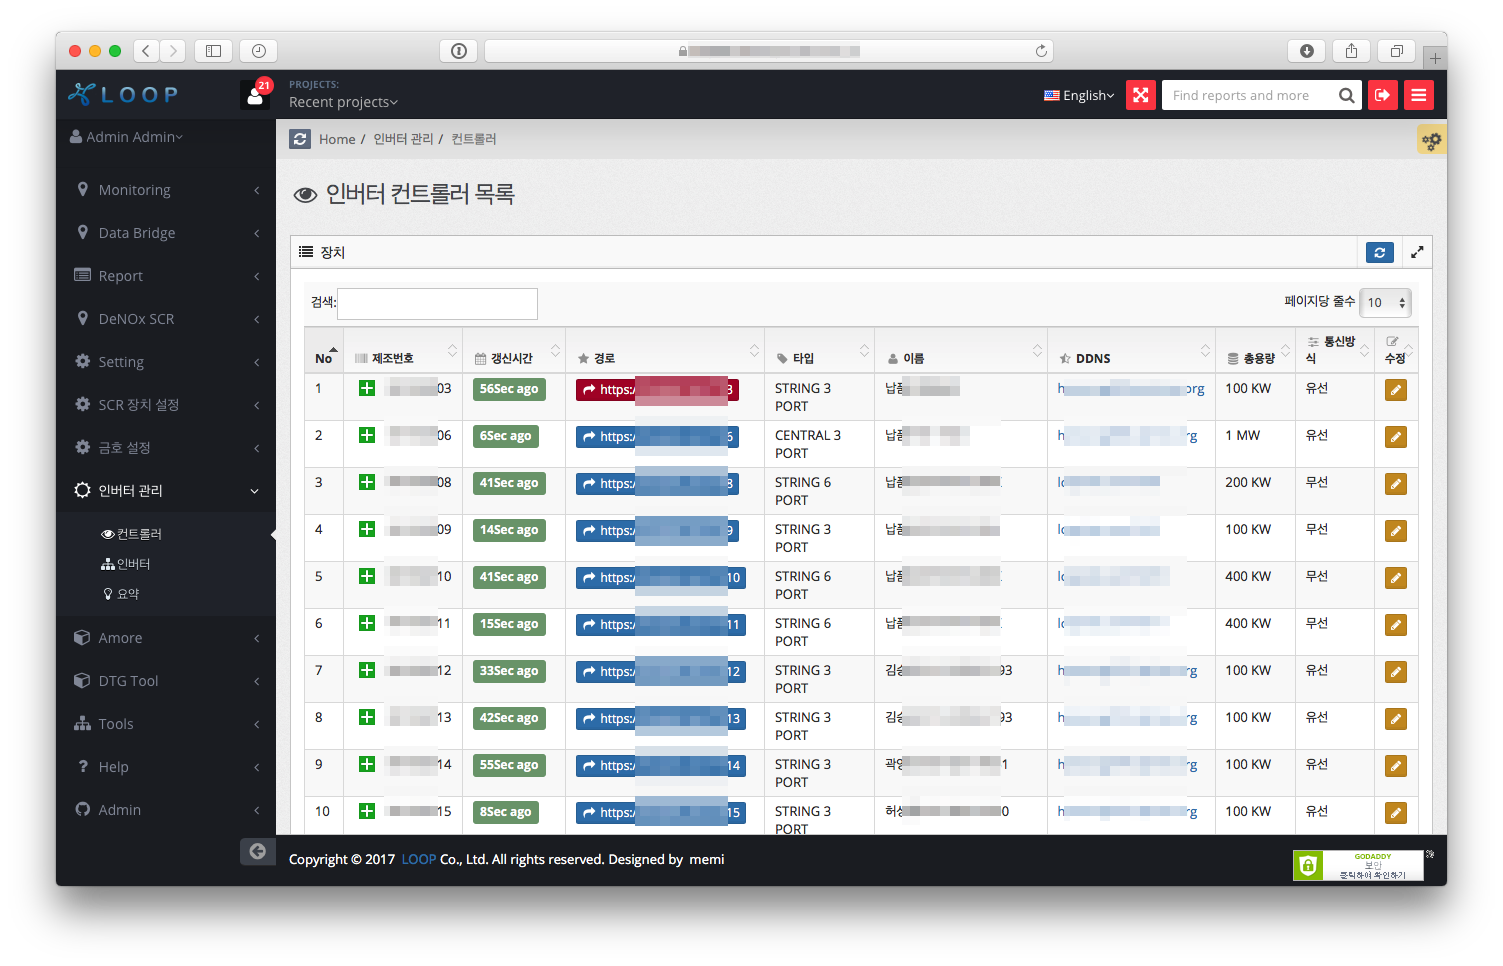 LOOP
21
PROJECTS:
Recent projects
English
Find reports and more
Admin Admin
Home / 인버터 관리 / 컨트롤러
Monitoring
Data Bridge
Report
DeNOx SCR
Setting
SCR 장치 설정
금호 설정
인버터 관리
컨트롤러
인버터
요약
Amore
DTG Tool
Tools
Help
Admin
인버터 컨트롤러 목록
장치
검색:
페이지당 줄수 10
No 제조번호 갱신시간 경로 타입 이름 DDNS 총용량 통신방식 수정
1 03 56Sec ago https:/ 3 STRING 3 PORT 납품 h org 100 KW 유선
2 06 6Sec ago https:/ 6 CENTRAL 3 PORT 납품 h rg 1 MW 유선
3 08 41Sec ago https:/ 8 STRING 6 PORT 납품 200 KW 무선
4 09 14Sec ago https:/ 9 STRING 3 PORT 납품 100 KW 무선
5 10 41Sec ago https:/ 10 STRING 6 PORT 납품 400 KW 무선
6 11 15Sec ago https:/ 11 STRING 6 PORT 납품 400 KW 무선
7 12 33Sec ago https:/ 12 STRING 3 PORT 93 h rg 100 KW 유선
8 13 42Sec ago https:/ 13 STRING 3 PORT 93 h rg 100 KW 유선
9 14 55Sec ago https:/ 14 STRING 3 PORT 1 h rg 100 KW 유선
10 15 8Sec ago https:/ 15 STRING 3 PORT 0 h rg 100 KW 유선
Copyright © 2017 LOOP Co., Ltd. All rights reserved. Designed by memi
GODADDY
보안
클릭하여 확인하기